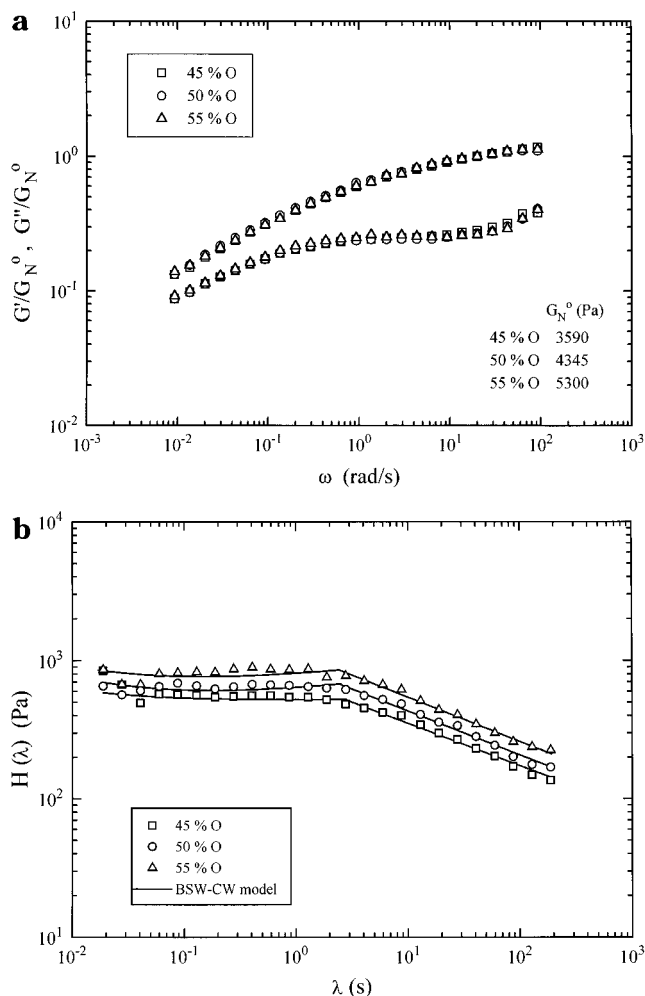 a
10¹
10⁰
10⁻¹
10⁻²
G'/G_N^o , G''/G_N^o
□ 45 % O
○ 50 % O
△ 55 % O
G_N^o (Pa)
45 % O 3590
50 % O 4345
55 % O 5300
10⁻³ 10⁻² 10⁻¹ 10⁰ 10¹ 10² 10³
ω (rad/s)
b
10⁴
10³
10²
10¹
H (λ) (Pa)
□ 45 % O
○ 50 % O
△ 55 % O
BSW-CW model
10⁻² 10⁻¹ 10⁰ 10¹ 10² 10³
λ (s)